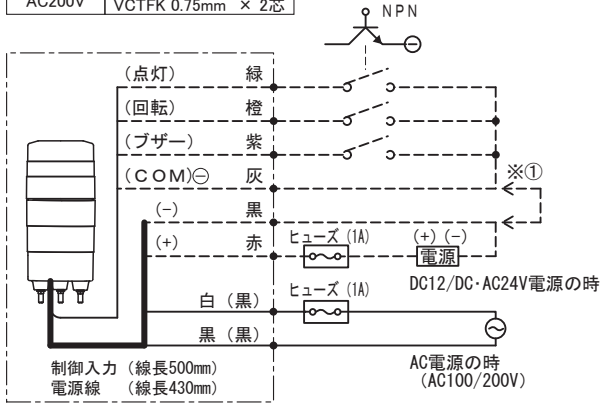 AC200V VCTFK 0.75mm × 2芯
NPN
(点灯) 緑
(回転) 橙
(ブザー) 紫
(COM)⊖ 灰
※①
(-) 黒
(+) 赤
ヒューズ (1A)
(+) (-)
電源
DC12/DC・AC24V電源の時
白 (黒)
ヒューズ (1A)
黒 (黒)
制御入力 (線長500mm)
電源線 (線長430mm)
AC電源の時
(AC100/200V)